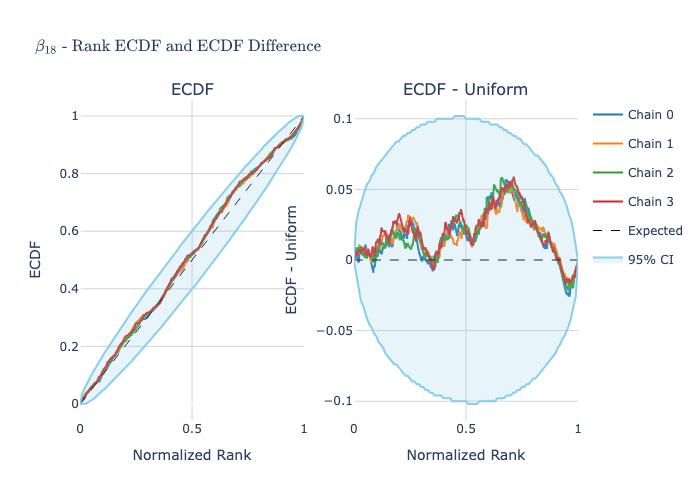 β₁₈ - Rank ECDF and ECDF Difference
ECDF
ECDF
1
0.8
0.6
0.4
0.2
0
0
0.5
1
Normalized Rank
ECDF - Uniform
ECDF - Uniform
0.1
0.05
0
−0.05
−0.1
0
0.5
1
Normalized Rank
Chain 0
Chain 1
Chain 2
Chain 3
Expected
95% CI